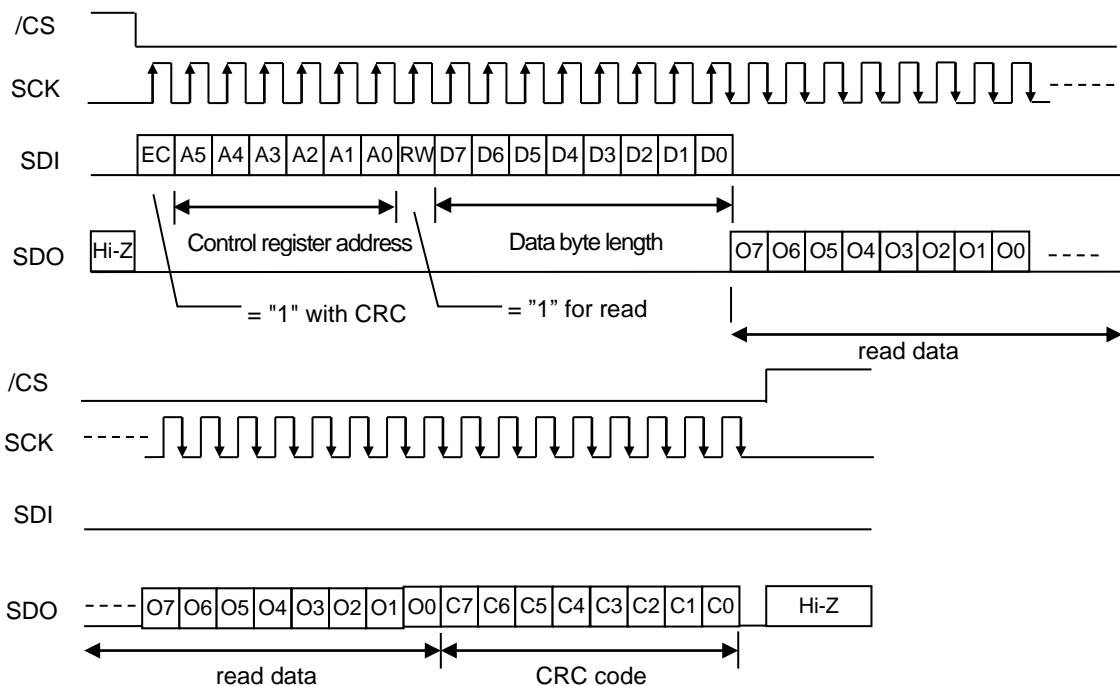 /CS
SCK
SDI EC A5 A4 A3 A2 A1 A0 RW D7 D6 D5 D4 D3 D2 D1 D0
Control register address Data byte length
SDO Hi-Z O7 O6 O5 O4 O3 O2 O1 O0
= "1" with CRC = ”1” for read
read data
/CS
SCK
SDI
SDO O7 O6 O5 O4 O3 O2 O1 O0 C7 C6 C5 C4 C3 C2 C1 C0 Hi-Z
read data CRC code